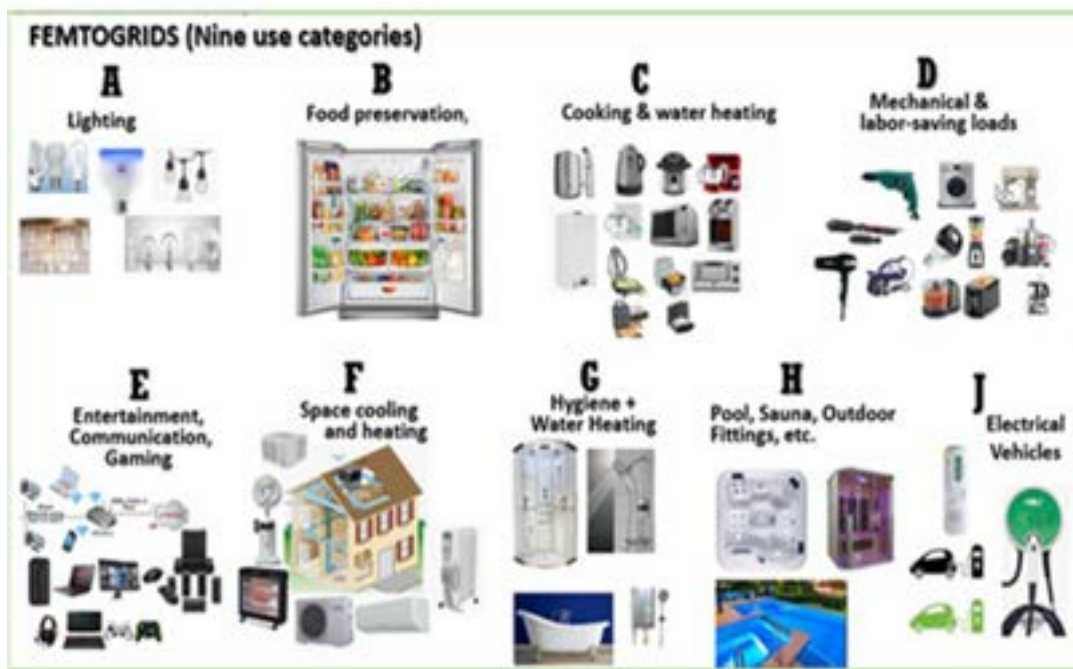 FEMTOGRIDS (Nine use categories)
A
Lighting
B
Food preservation,
C
Cooking & water heating
D
Mechanical &
labor-saving loads
E
Entertainment,
Communication,
Gaming
F
Space cooling
and heating
G
Hygiene +
Water Heating
H
Pool, Sauna, Outdoor
Fittings, etc.
J
Electrical
Vehicles